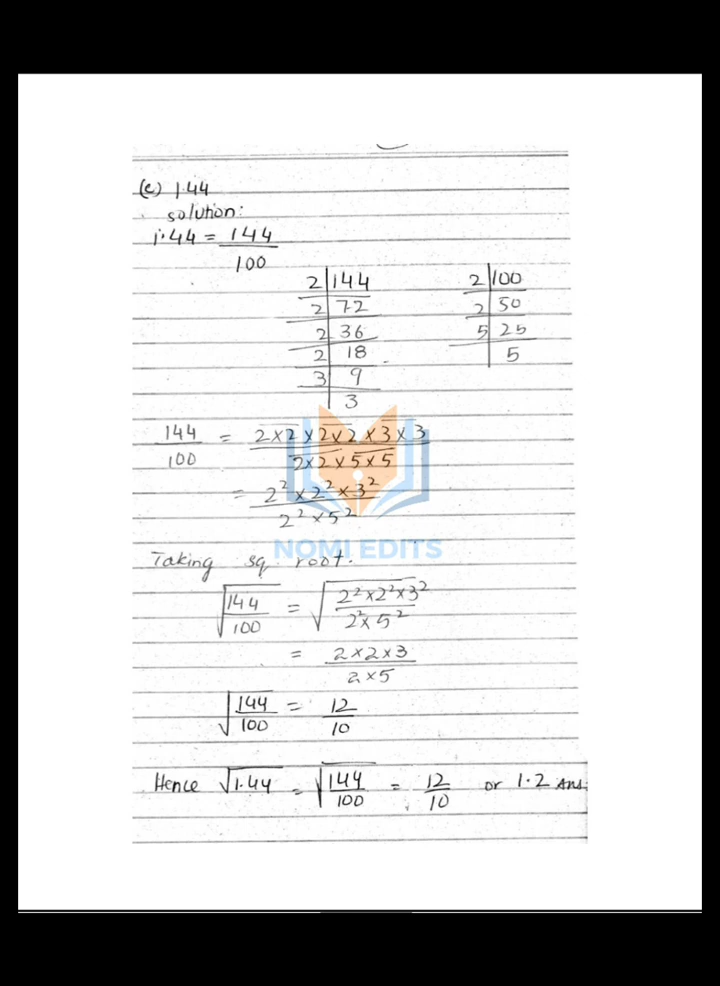 (e) 1.44
solution:
1.44 = 144/100
2|144 2|100
2|72 2|50
2|36 5|25
2|18 5
3|9
3
144/100 = 2×2×2×2×3×3/2×2×5×5
= 2²×2²×3²/2²×5²
NOMI EDITS
Taking sq root.
√144/100 = √2²×2²×3²/2²×5²
= 2×2×3/2×5
√144/100 = 12/10
Hence √1.44 = √144/100 = 12/10 or 1.2 Ans.